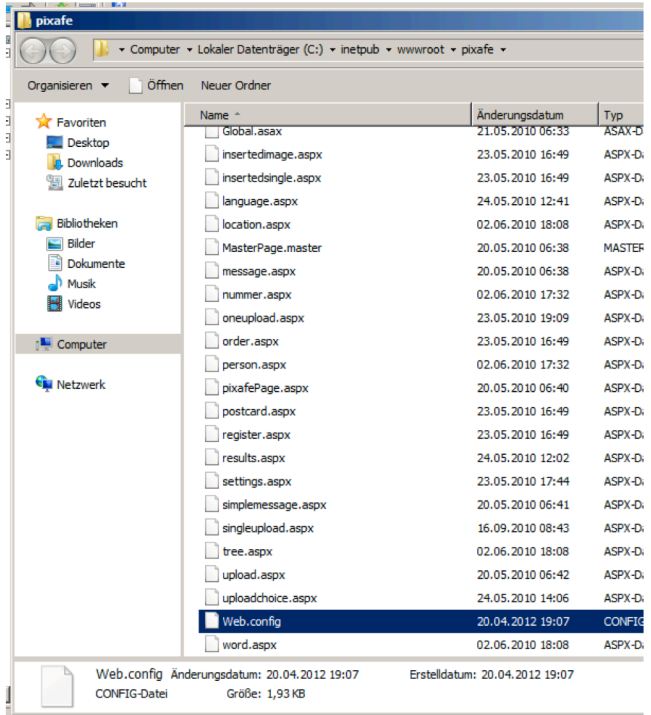 pixafe
Computer Lokaler Datenträger (C:) inetpub wwwroot pixafe
Organisieren Öffnen Neuer Ordner
Favoriten
Desktop
Downloads
Zuletzt besucht
Bibliotheken
Bilder
Dokumente
Musik
Videos
Computer
Netzwerk
Name Änderungsdatum Typ
Global.asax 21.05.2010 06:33 ASAX-D
insertedimage.aspx 23.05.2010 16:49 ASPX-Da
insertedsingle.aspx 23.05.2010 16:49 ASPX-Da
language.aspx 24.05.2010 12:41 ASPX-Da
location.aspx 02.06.2010 18:08 ASPX-Da
MasterPage.master 20.05.2010 06:38 MASTER
message.aspx 20.05.2010 06:38 ASPX-Da
nummer.aspx 02.06.2010 17:32 ASPX-Da
oneupload.aspx 23.05.2010 19:09 ASPX-Da
order.aspx 23.05.2010 16:49 ASPX-Da
person.aspx 02.06.2010 17:32 ASPX-Da
pixafePage.aspx 20.05.2010 06:40 ASPX-Da
postcard.aspx 23.05.2010 16:49 ASPX-Da
register.aspx 23.05.2010 16:49 ASPX-Da
results.aspx 24.05.2010 12:02 ASPX-Da
settings.aspx 23.05.2010 17:44 ASPX-Da
simplemessage.aspx 20.05.2010 06:41 ASPX-Da
singleupload.aspx 16.09.2010 08:43 ASPX-Da
tree.aspx 02.06.2010 18:08 ASPX-Da
upload.aspx 20.05.2010 06:42 ASPX-Da
uploadchoice.aspx 24.05.2010 14:06 ASPX-Da
Web.config 20.04.2012 19:07 CONFIG
word.aspx 02.06.2010 18:08 ASPX-Da
Web.config Änderungsdatum: 20.04.2012 19:07 Erstelldatum: 20.04.2012 19:07
CONFIG-Datei Größe: 1,93 KB